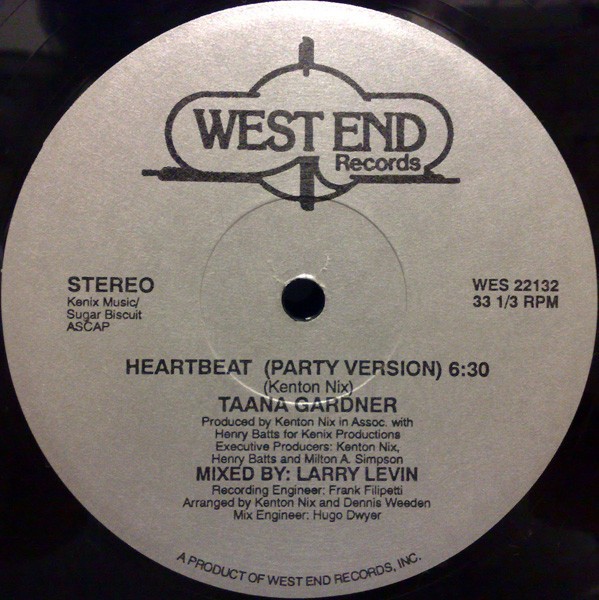 WEST END
Records
STEREO
Kenix Music/
Sugar Biscuit
ASCAP
WES 22132
33 1/3 RPM
HEARTBEAT (PARTY VERSION) 6:30
(Kenton Nix)
TAANA GARDNER
Produced by Kenton Nix in Assoc. with
Henry Batts for Kenix Productions
Executive Producers: Kenton Nix,
Henry Batts and Milton A. Simpson
MIXED BY: LARRY LEVIN
Recording Engineer: Frank Filipetti
Arranged by Kenton Nix and Dennis Weeden
Mix Engineer: Hugo Dwyer
A PRODUCT OF WEST END RECORDS, INC.